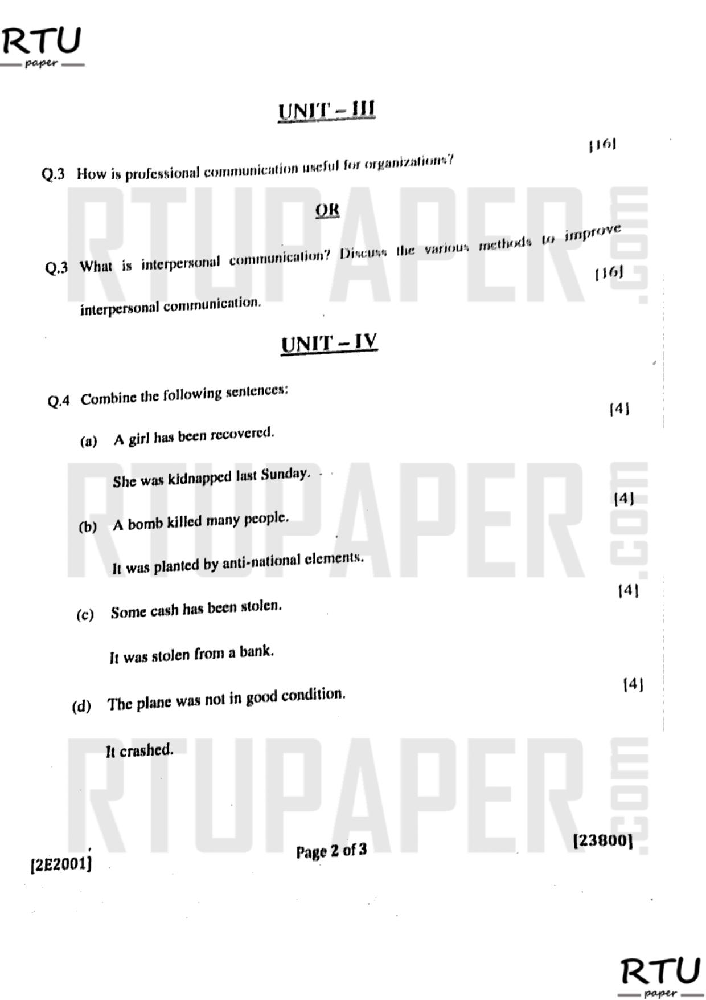 RTU
paper
UNIT – III
[16]
Q.3 How is professional communication useful for organizations?
OR
Q.3 What is interpersonal communication? Discuss the various methods to improve
[16]
interpersonal communication.
UNIT – IV
Q.4 Combine the following sentences:
[4]
(a) A girl has been recovered.
She was kidnapped last Sunday.
[4]
(b) A bomb killed many people.
It was planted by anti-national elements.
[4]
(c) Some cash has been stolen.
It was stolen from a bank.
[4]
(d) The plane was not in good condition.
It crashed.
[2E2001] Page 2 of 3 [23800]
RTUPAPER.com
RTUPAPER.com
RTUPAPER.com
RTU
paper